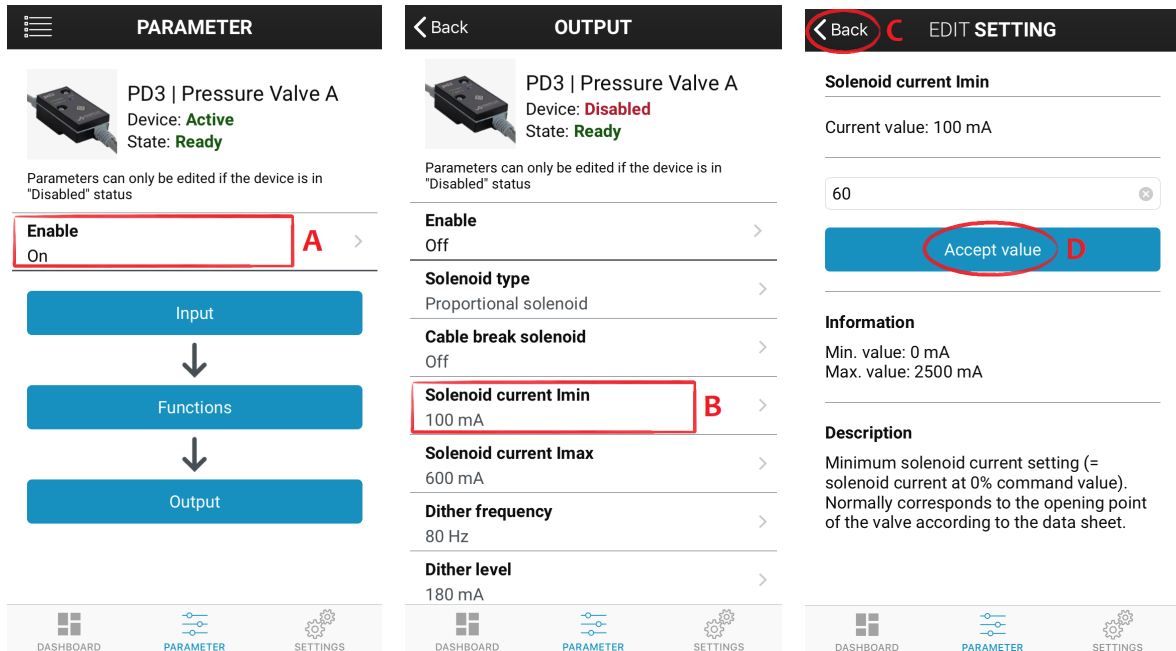 PARAMETER
PD3 | Pressure Valve A
Device: Active
State: Ready
Parameters can only be edited if the device is in
"Disabled" status
Enable
On
A
Input
Functions
Output
DASHBOARD
PARAMETER
SETTINGS
Back
OUTPUT
PD3 | Pressure Valve A
Device: Disabled
State: Ready
Parameters can only be edited if the device is in
"Disabled" status
Enable
Off
Solenoid type
Proportional solenoid
Cable break solenoid
Off
Solenoid current Imin
100 mA
B
Solenoid current Imax
600 mA
Dither frequency
80 Hz
Dither level
180 mA
DASHBOARD
PARAMETER
SETTINGS
Back
C
EDIT SETTING
Solenoid current Imin
Current value: 100 mA
60
Accept value
D
Information
Min. value: 0 mA
Max. value: 2500 mA
Description
Minimum solenoid current setting (=
solenoid current at 0% command value).
Normally corresponds to the opening point
of the valve according to the data sheet.
DASHBOARD
PARAMETER
SETTINGS